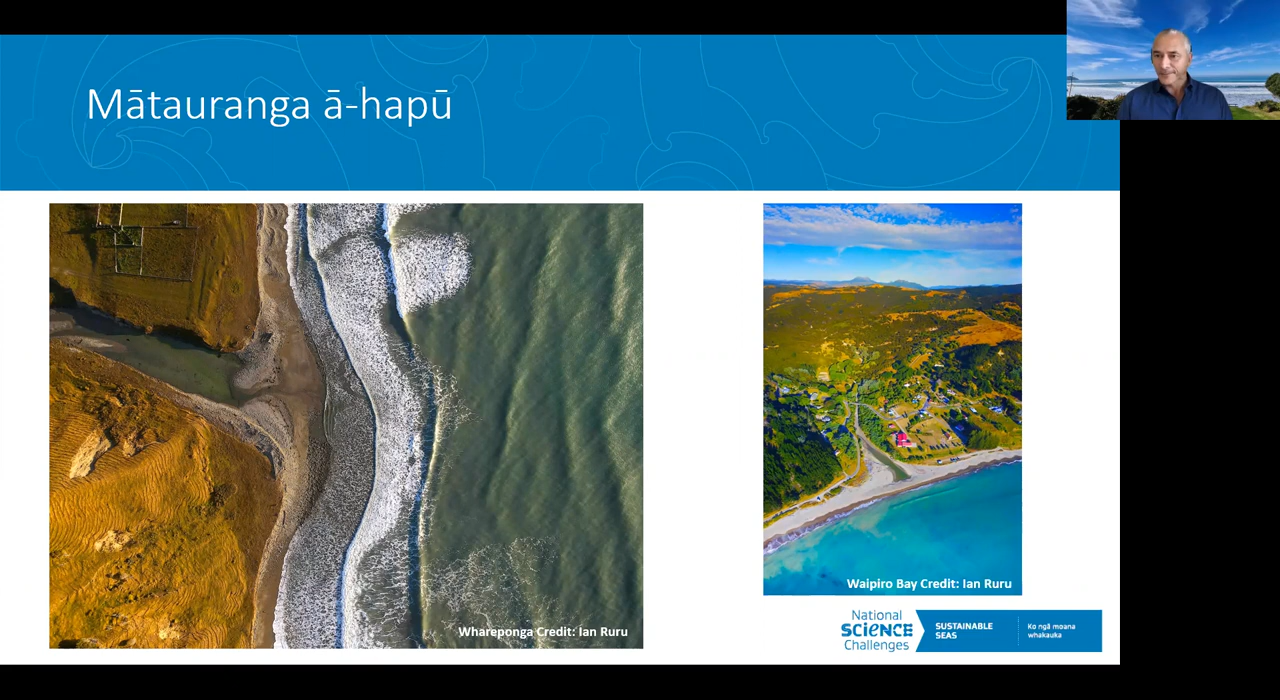 Mātauranga ā-hapū
Whareponga Credit: Ian Ruru
Waipiro Bay Credit: Ian Ruru
National
SCIENCE
Challenges
SUSTAINABLE
SEAS
Ko ngā moana
whakauka